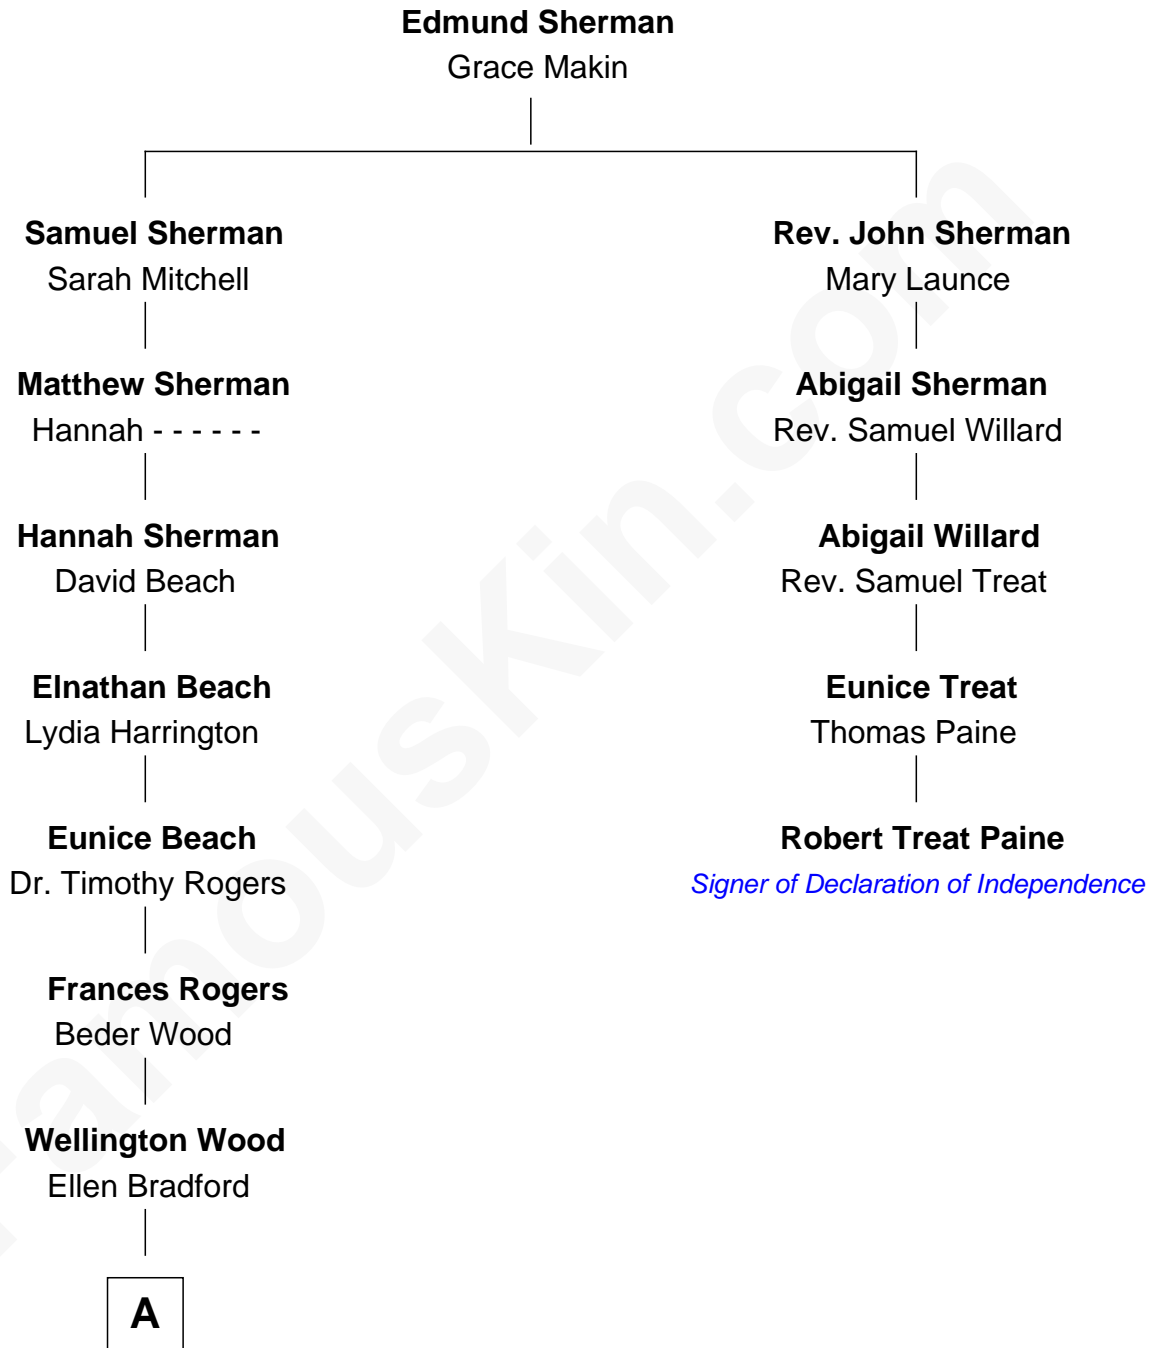 Edmund Sherman
Grace Makin
Samuel Sherman
Sarah Mitchell
Matthew Sherman
Hannah - - - - - -
Hannah Sherman
David Beach
Elnathan Beach
Lydia Harrington
Eunice Beach
Dr. Timothy Rogers
Frances Rogers
Beder Wood
Wellington Wood
Ellen Bradford
A
Rev. John Sherman
Mary Launce
Abigail Sherman
Rev. Samuel Willard
Abigail Willard
Rev. Samuel Treat
Eunice Treat
Thomas Paine
Robert Treat Paine
Signer of Declaration of Independence
FamousKin.com